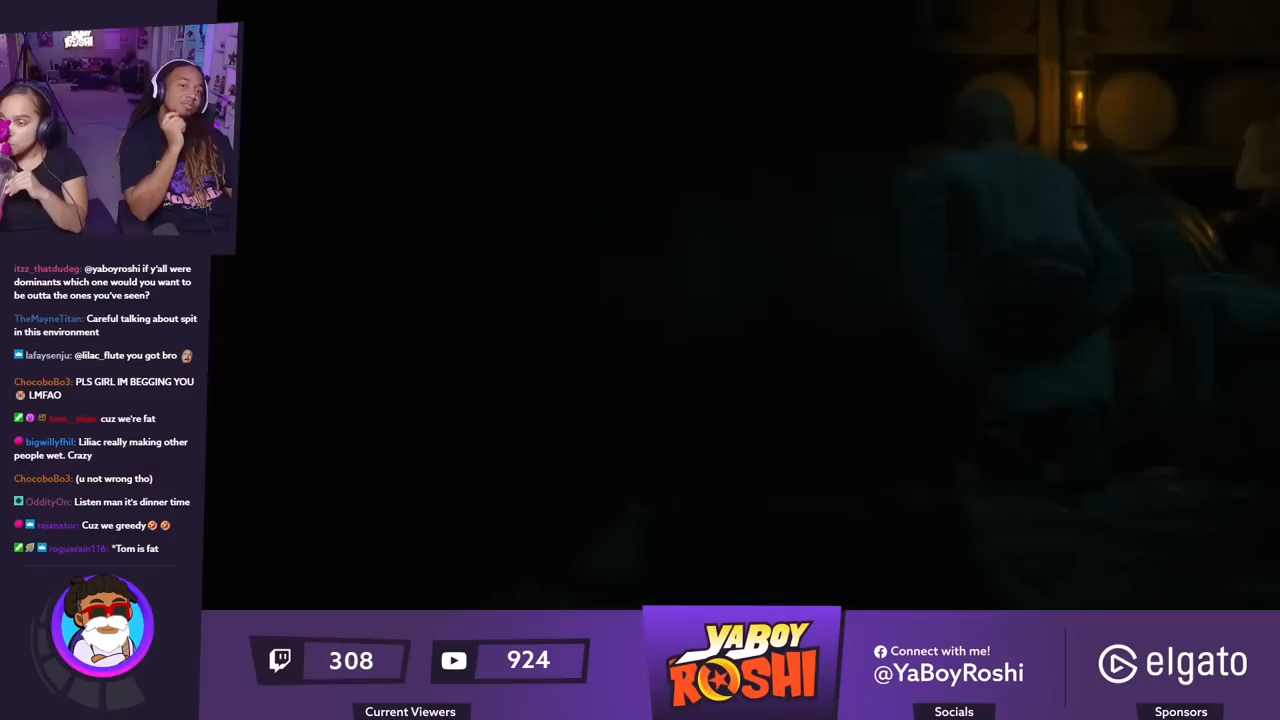 YABOY
ROSHI
itzz_thatdudeg: @yaboyroshi if y'all were
dominants which one would you want to
be outta the ones you've seen?
TheMayneTitan: Careful talking about spit
in this environment
lafaysenju: @lilac_flute you got bro
ChocoboBo3: PLS GIRL IM BEGGING YOU
LMFAO
cuz we're fat
bigwillyfhil: Liliac really making other
people wet. Crazy
ChocoboBo3: (u not wrong tho)
OddityOn: Listen man it's dinner time
raianator: Cuz we greedy
roguerain116: *Tom is fat
308
924
Current Viewers
YABOY
ROSHI
Connect with me!
@YaBoyRoshi
Socials
elgato
Sponsors